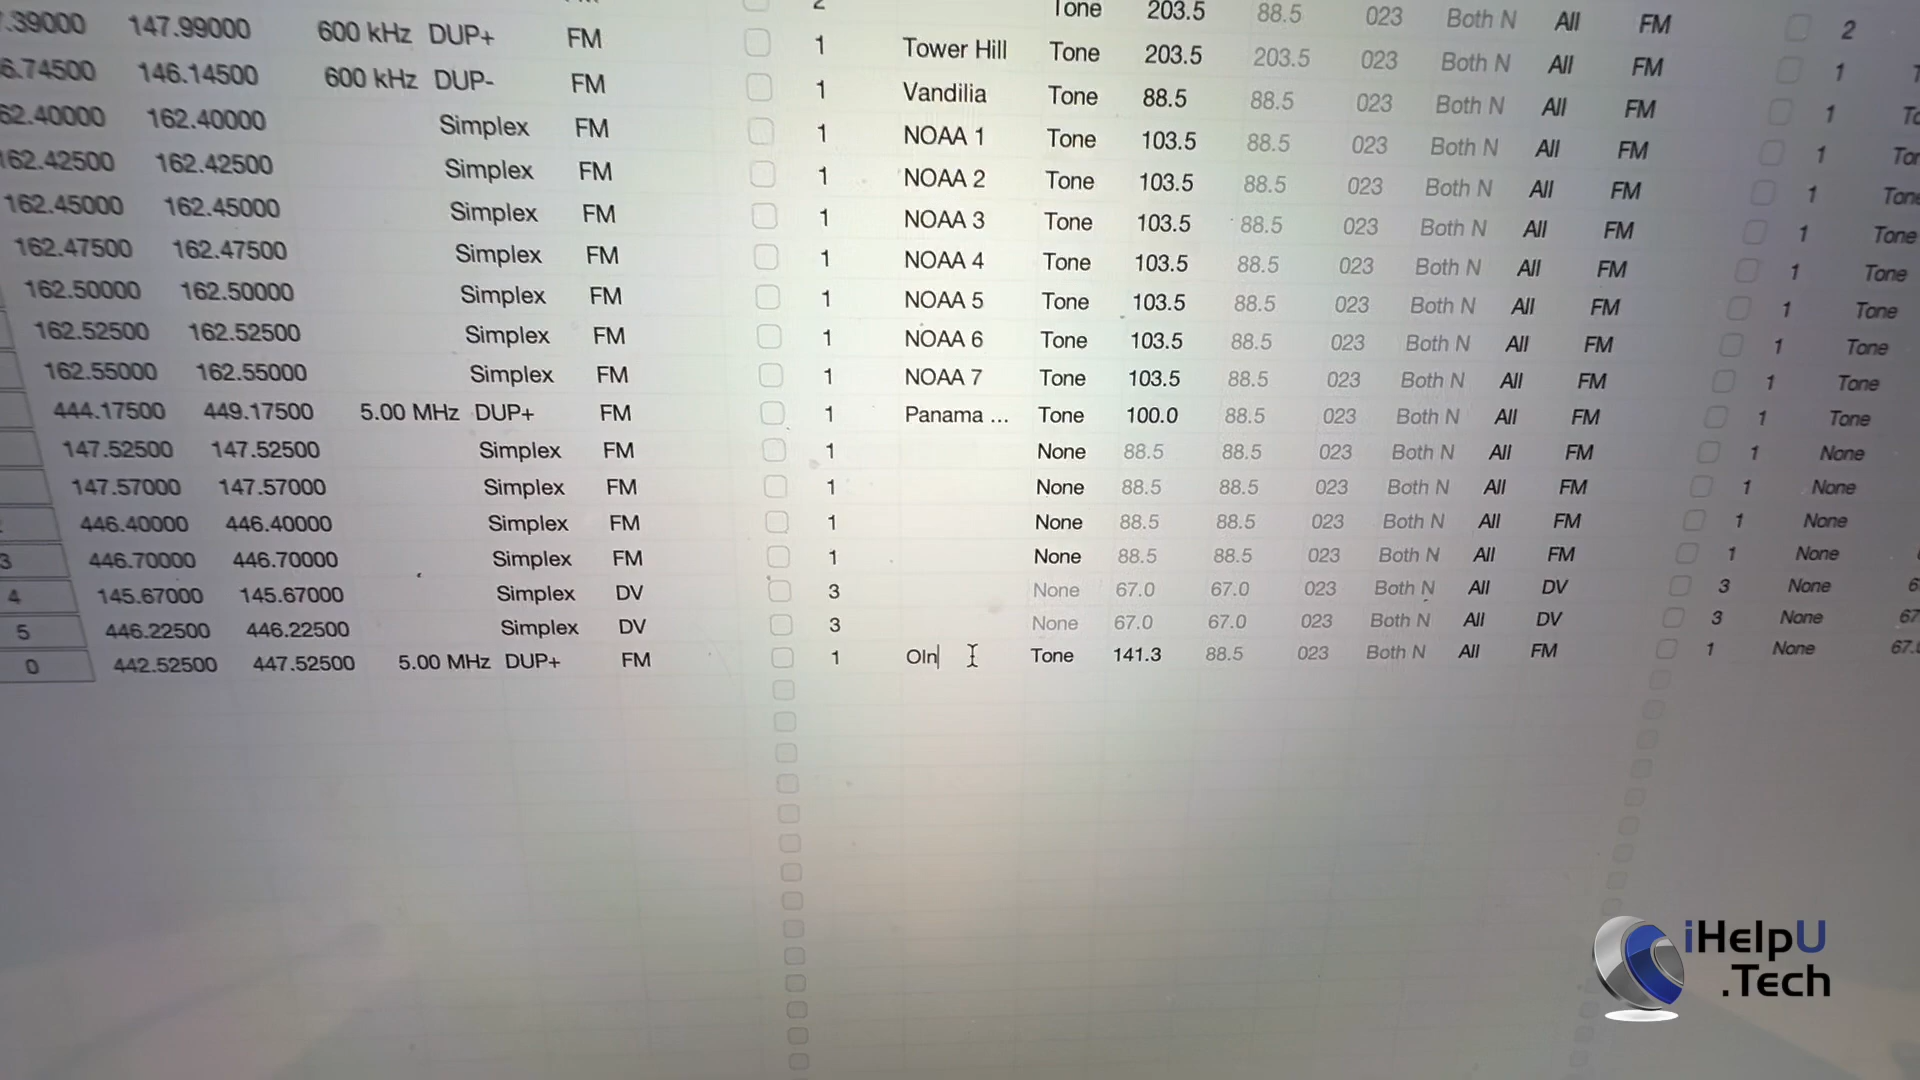 2 Tone 203.5 88.5 023 Both N All FM 2
.39000 147.99000 600 kHz DUP+ FM 1 Tower Hill Tone 203.5 203.5 023 Both N All FM 1
6.74500 146.14500 600 kHz DUP- FM 1 Vandilia Tone 88.5 88.5 023 Both N All FM 1
62.40000 162.40000 Simplex FM 1 NOAA 1 Tone 103.5 88.5 023 Both N All FM 1 Ton
162.42500 162.42500 Simplex FM 1 NOAA 2 Tone 103.5 88.5 023 Both N All FM 1 Tone
162.45000 162.45000 Simplex FM 1 NOAA 3 Tone 103.5 88.5 023 Both N All FM 1 Tone
162.47500 162.47500 Simplex FM 1 NOAA 4 Tone 103.5 88.5 023 Both N All FM 1 Tone
162.50000 162.50000 Simplex FM 1 NOAA 5 Tone 103.5 88.5 023 Both N All FM 1 Tone
162.52500 162.52500 Simplex FM 1 NOAA 6 Tone 103.5 88.5 023 Both N All FM 1 Tone
162.55000 162.55000 Simplex FM 1 NOAA 7 Tone 103.5 88.5 023 Both N All FM 1 Tone
444.17500 449.17500 5.00 MHz DUP+ FM 1 Panama ... Tone 100.0 88.5 023 Both N All FM 1 Tone
147.52500 147.52500 Simplex FM 1 None 88.5 88.5 023 Both N All FM 1 None
147.57000 147.57000 Simplex FM 1 None 88.5 88.5 023 Both N All FM 1 None
446.40000 446.40000 Simplex FM 1 None 88.5 88.5 023 Both N All FM 1 None
3 446.70000 446.70000 Simplex FM 1 None 88.5 88.5 023 Both N All FM 1 None
4 145.67000 145.67000 Simplex DV 3 None 67.0 67.0 023 Both N All DV 3 None 6
5 446.22500 446.22500 Simplex DV 3 None 67.0 67.0 023 Both N All DV 3 None 67
0 442.52500 447.52500 5.00 MHz DUP+ FM 1 Oln Tone 141.3 88.5 023 Both N All FM 1 None 67.0
iHelpU
.Tech